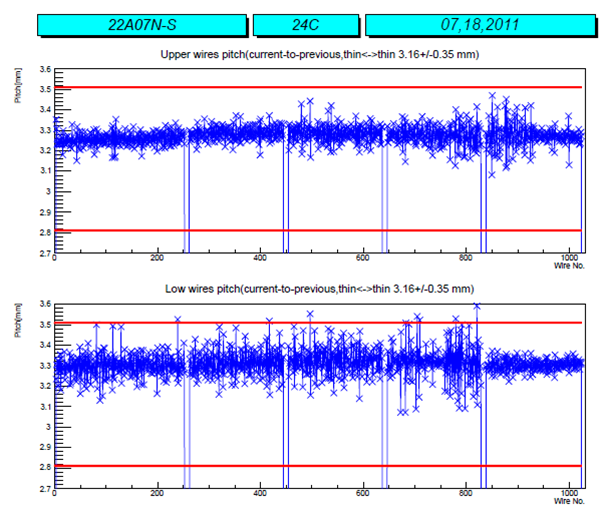 22A07N-S 24C 07,18,2011
Upper wires pitch(current-to-previous,thin<->thin 3.16+/-0.35 mm)
Pitch[mm]
3.6
3.5
3.4
3.3
3.2
3.1
3
2.9
2.8
2.7
0 200 400 600 800 1000
Wire No.
Low wires pitch(current-to-previous,thin<->thin 3.16+/-0.35 mm)
Pitch[mm]
3.6
3.5
3.4
3.3
3.2
3.1
3
2.9
2.8
2.7
0 200 400 600 800 1000
Wire No.